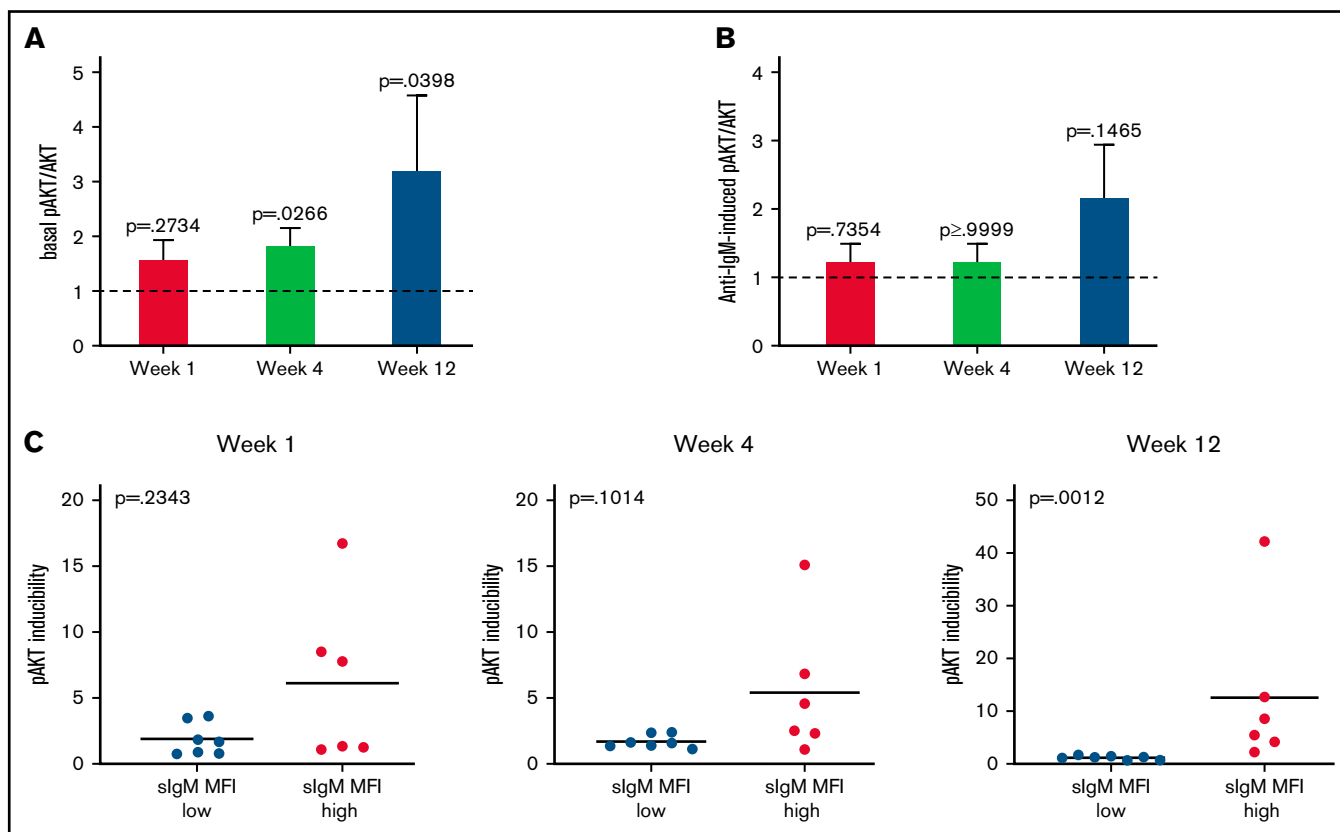 A
basal pAKT/AKT
5
4
3
2
1
0
p=.2734
p=.0266
p=.0398
Week 1
Week 4
Week 12
B
Anti-IgM-induced pAKT/AKT
4
3
2
1
0
p=.7354
p≥.9999
p=.1465
Week 1
Week 4
Week 12
C
Week 1
pAKT inducibility
20
15
10
5
0
p=.2343
sIgM MFI
low
sIgM MFI
high
Week 4
pAKT inducibility
20
15
10
5
0
p=.1014
sIgM MFI
low
sIgM MFI
high
Week 12
pAKT inducibility
50
40
30
20
10
0
p=.0012
sIgM MFI
low
sIgM MFI
high